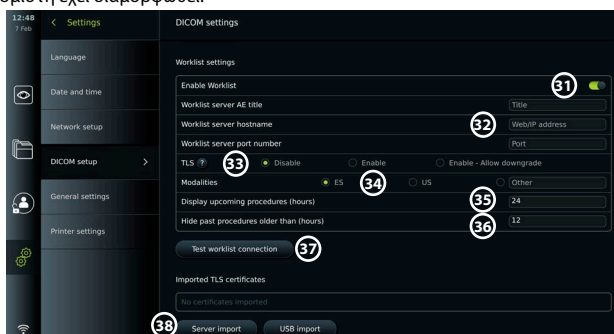 12:48
7 Feb
Settings
Language
Date and time
Network setup
DICOM setup
General settings
Printer settings
DICOM settings
Worklist settings
Enable Worklist 31
Worklist server AE title Title
Worklist server hostname 32 Web/IP address
Worklist server port number Port
TLS ? 33 Disable Enable Enable - Allow downgrade
Modalities ES 34 US Other
Display upcoming procedures (hours) 35 24
Hide past procedures older than (hours) 36 12
Test worklist connection 37
Imported TLS certificates
No certificates imported
38 Server import USB import